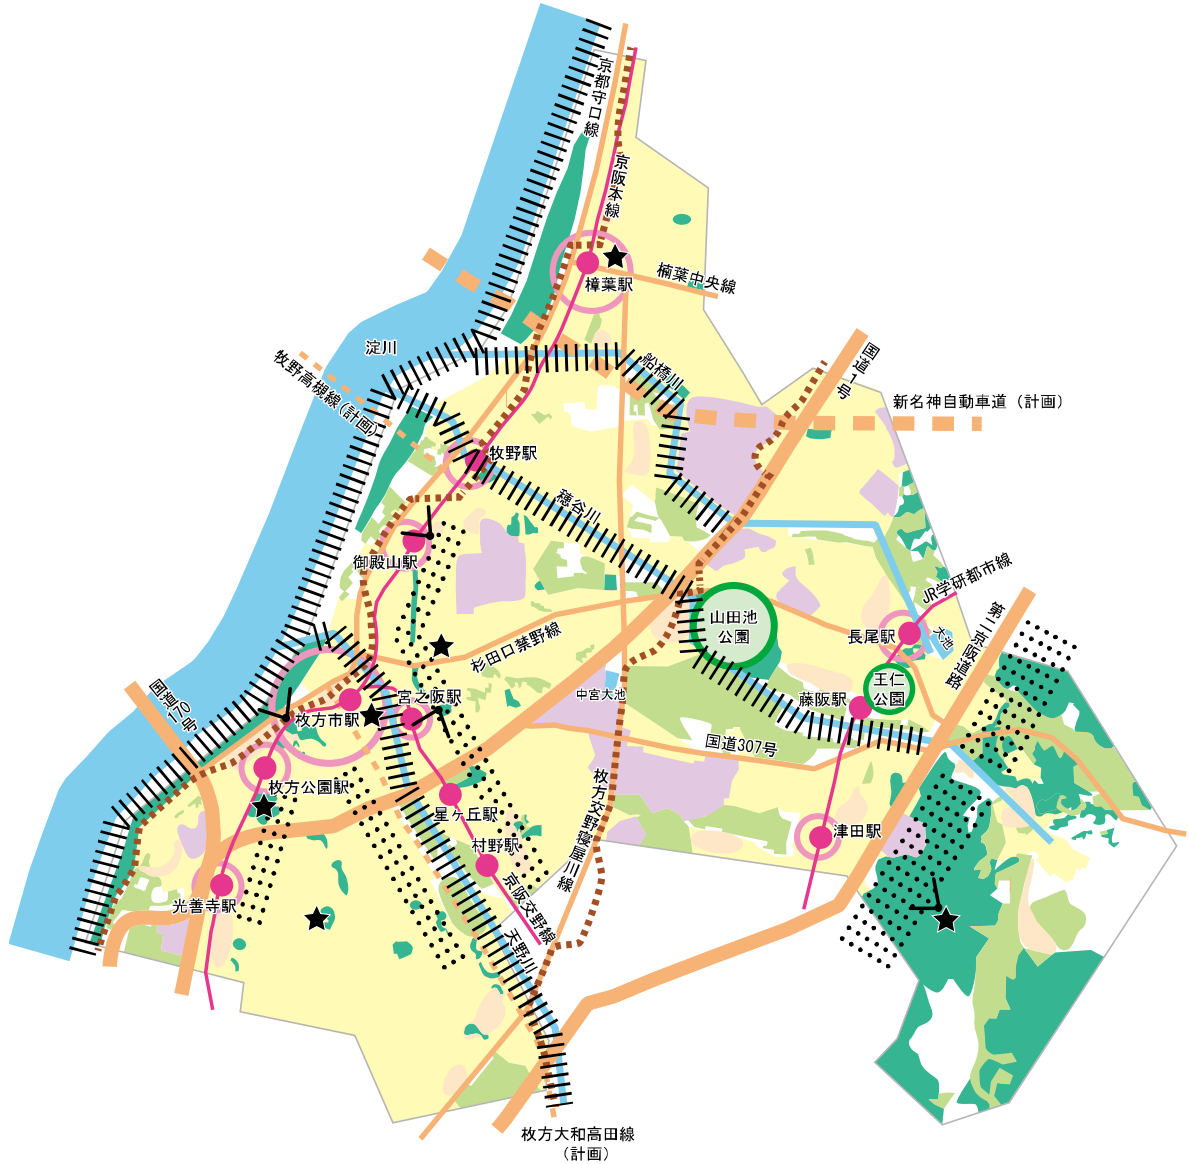 京都守口線
京阪本線
楠葉中央線
樟葉駅
淀川
牧野高槻線(計画)
船橋川
国道1号
新名神自動車道（計画）
牧野駅
穂谷川
御殿山駅
JR学研都市線
山田池
公園
長尾駅
大池
第二京阪道路
杉田口禁野線
王仁
公園
国道170号
宮之阪駅
中宮大池
藤阪駅
枚方市駅
国道307号
枚方公園駅
枚方交野寝屋川線
星ヶ丘駅
津田駅
村野駅
京阪交野線
光善寺駅
天野川
枚方大和高田線
（計画）